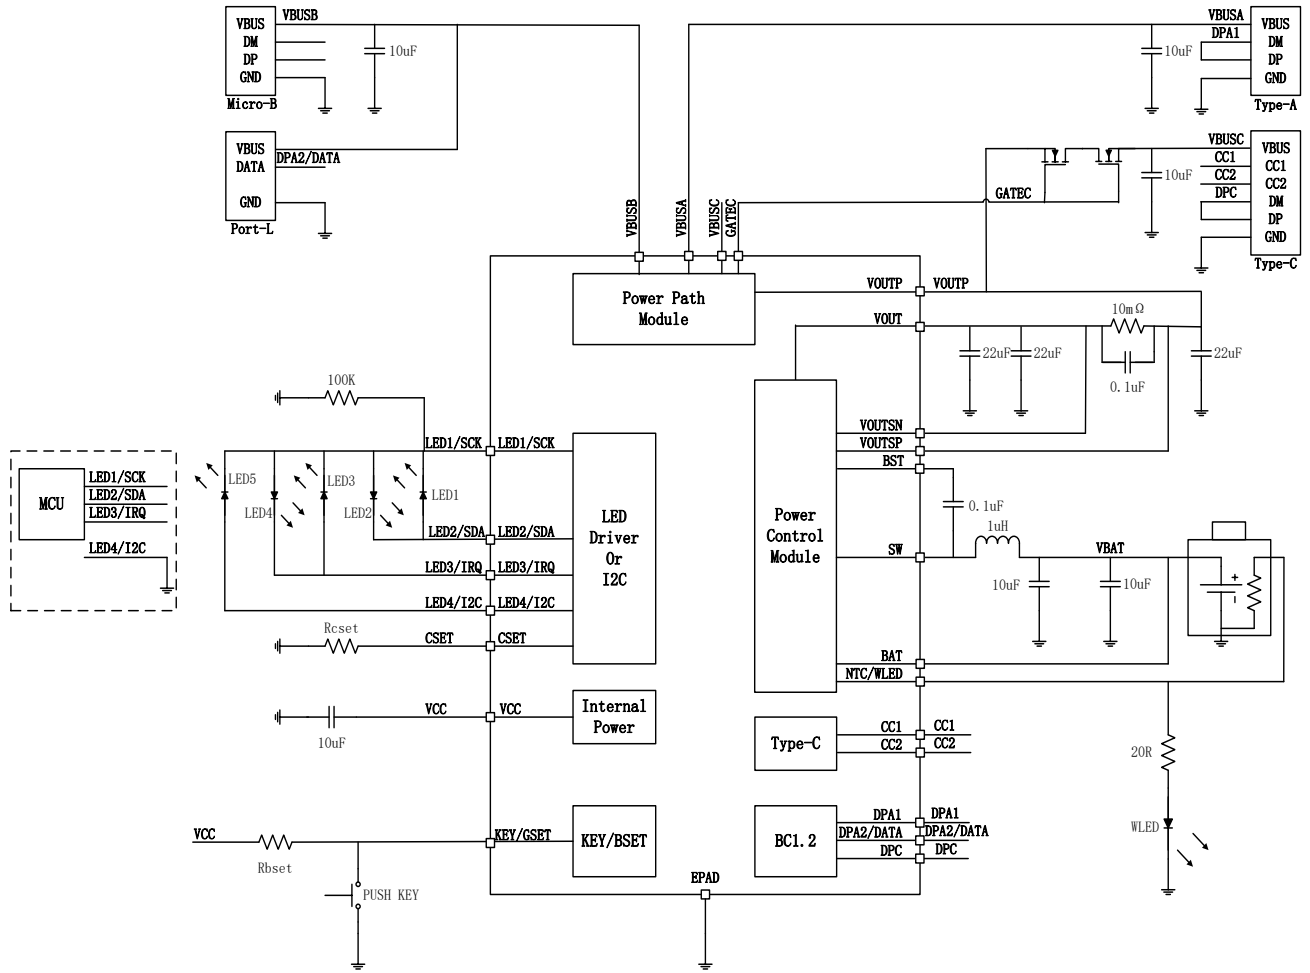 VBUS
DM
DP
GND
Micro-B
VBUSB
10uF
VBUS
DATA
GND
Port-L
DPA2/DATA
VBUSA
DPA1
10uF
VBUS
DM
DP
GND
Type-A
VBUSC
CC1
CC2
DPC
10uF
VBUS
CC1
CC2
DM
DP
GND
Type-C
GATEC
VBUSB
VBUSA
VBUSC
GATEC
Power Path
Module
VOUTP
VOUTP
VOUT
10mΩ
22uF
22uF
0.1uF
22uF
100K
LED1/SCK
LED1/SCK
VOUTSN
VOUTSP
BST
MCU
LED1/SCK
LED2/SDA
LED3/IRQ
LED4/I2C
LED5
LED4
LED3
LED2
LED1
LED2/SDA
LED2/SDA
LED3/IRQ
LED3/IRQ
LED4/I2C
LED4/I2C
LED
Driver
Or
I2C
Power
Control
Module
0.1uF
1uH
SW
VBAT
10uF
10uF
+
-
Rcset
CSET
CSET
BAT
NTC/WLED
10uF
VCC
VCC
Internal
Power
Type-C
CC1
CC1
CC2
CC2
20R
WLED
VCC
Rbset
PUSH KEY
KEY/GSET
KEY/BSET
BC1.2
DPA1
DPA1
DPA2/DATA
DPA2/DATA
DPC
DPC
EPAD